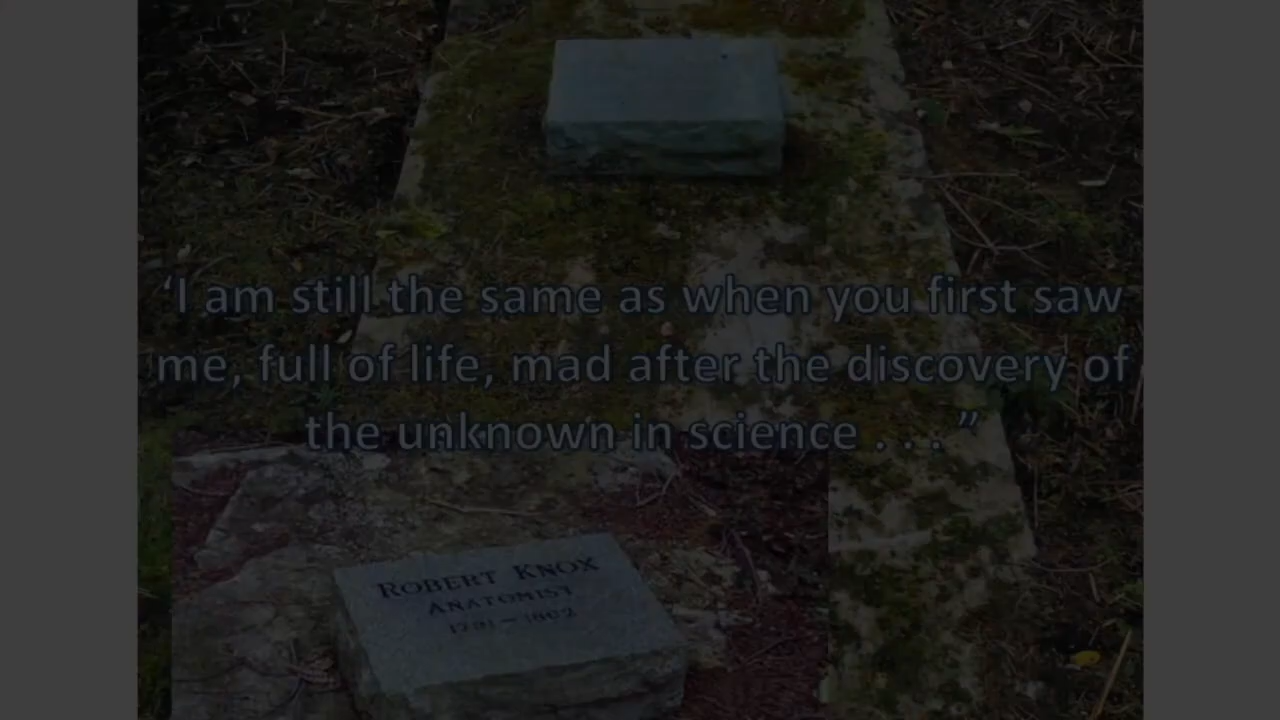 ‘I am still the same as when you first saw
me, full of life, mad after the discovery of
the unknown in science . . .”
ROBERT KNOX
ANATOMIST
1791 – 1862